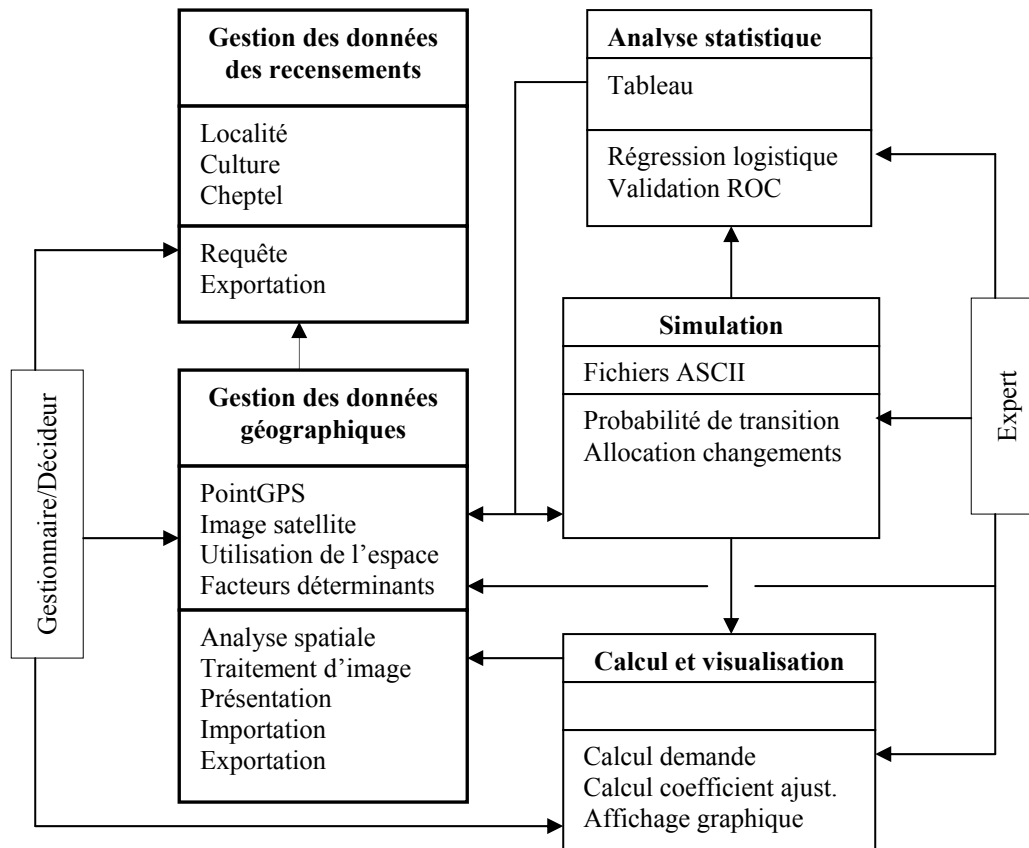 Gestion des données
des recensements
Localité
Culture
Cheptel
Requête
Exportation
Analyse statistique
Tableau
Régression logistique
Validation ROC
Gestionnaire/Décideur
Gestion des données
géographiques
PointGPS
Image satellite
Utilisation de l’espace
Facteurs déterminants
Analyse spatiale
Traitement d’image
Présentation
Importation
Exportation
Simulation
Fichiers ASCII
Probabilité de transition
Allocation changements
Expert
Calcul et visualisation
Calcul demande
Calcul coefficient ajust.
Affichage graphique